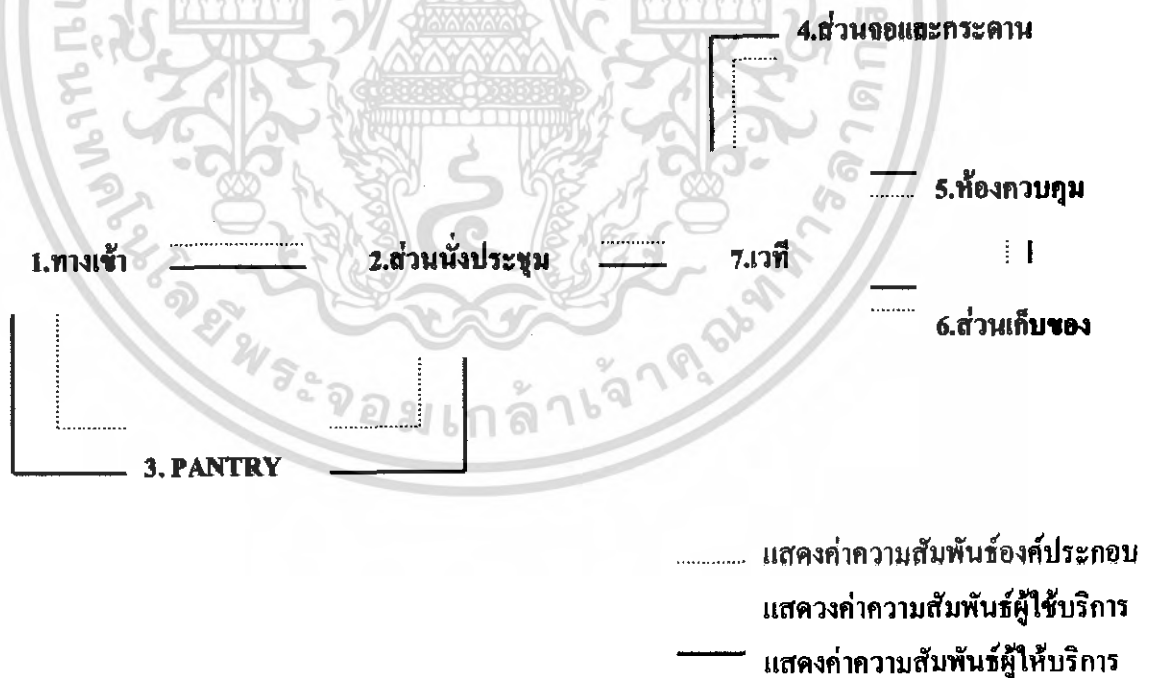 4.ส่วนจอและกระดาน
5.ห้องควบคุม
1.ทางเข้า
2.ส่วนนั่งประชุม
7.เวที
6.ส่วนเก็บของ
3. PANTRY
แสดงค่าความสัมพันธ์องค์ประกอบ
แสดวงค่าความสัมพันธ์ผู้ใช้บริการ
แสดงค่าความสัมพันธ์ผู้ให้บริการ